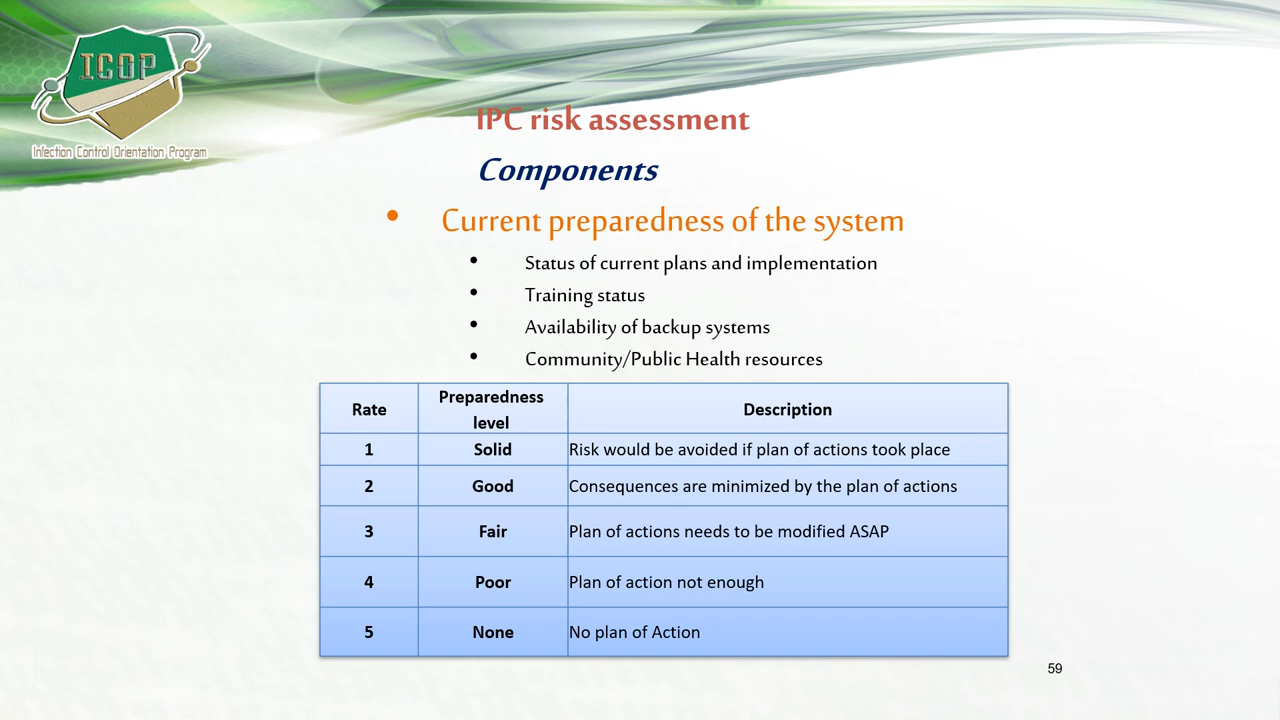 ICOP
Infection Control Orientation Program
IPC risk assessment
Components
• Current preparedness of the system
• Status of current plans and implementation
• Training status
• Availability of backup systems
• Community/Public Health resources
Rate Preparedness level Description
1 Solid Risk would be avoided if plan of actions took place
2 Good Consequences are minimized by the plan of actions
3 Fair Plan of actions needs to be modified ASAP
4 Poor Plan of action not enough
5 None No plan of Action
59